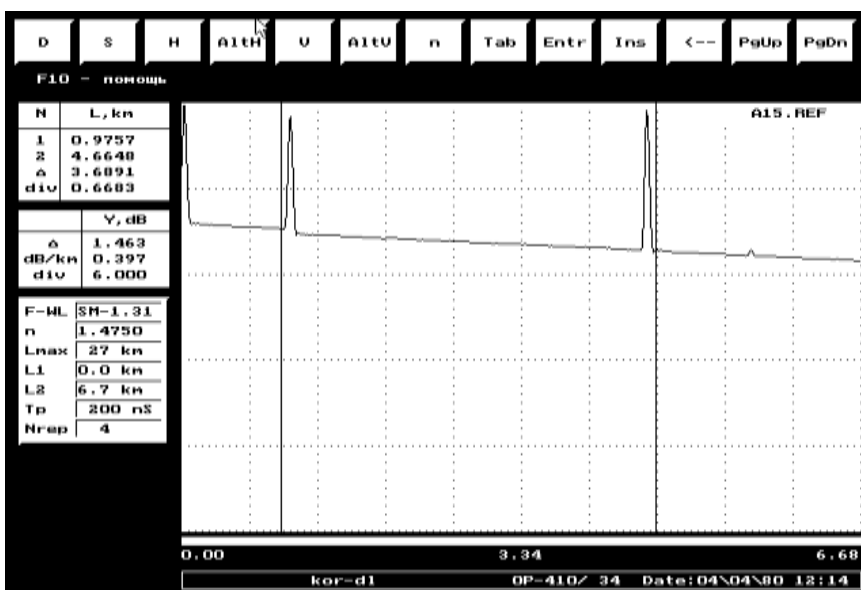 D S H AltH V AltV n Tab Entr Ins <-- PgUp PgDn
F10 - помощь
N L,km
1 0.9757
2 4.6648
Δ 3.6891
div 0.6683
Y,dB
Δ 1.463
dB/km 0.397
div 6.000
F-WL SM-1.31
n 1.4750
Lmax 27 km
L1 0.0 km
L2 6.7 km
Tp 200 nS
Nrep 4
A15.REF
0.00 3.34 6.68
kor-d1 OP-410/ 34 Date:04\04\80 12:14